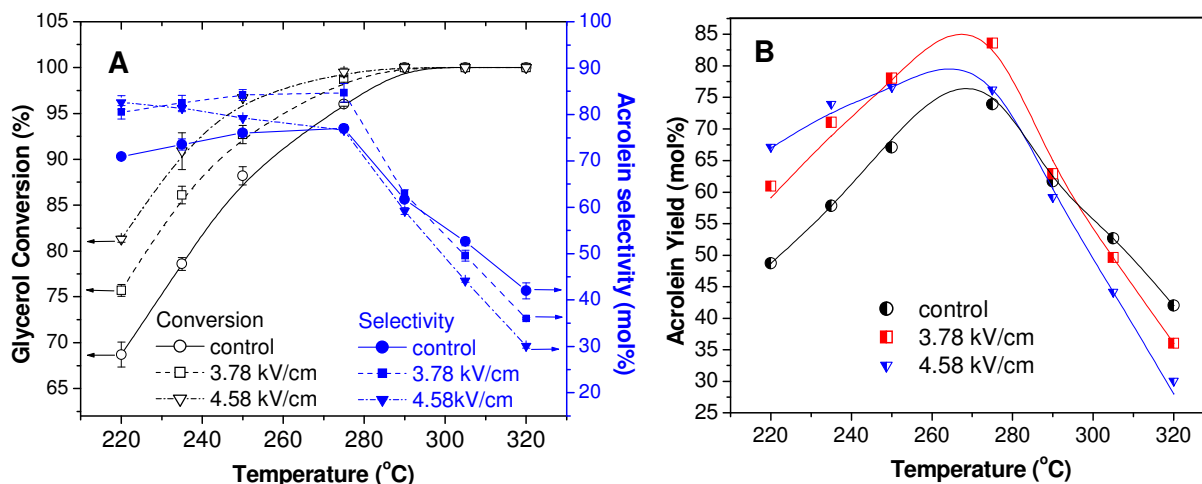 A
Glycerol Conversion (%)
105
100
95
90
85
80
75
70
65
100
90
80
70
60
50
40
30
20
10
Acrolein selectivity (mol%)
Conversion
control
3.78 kV/cm
4.58 kV/cm
Selectivity
control
3.78 kV/cm
4.58kV/cm
220 240 260 280 300 320
Temperature (°C)
B
Acrolein Yield (mol%)
85
80
75
70
65
60
55
50
45
40
35
30
25
control
3.78 kV/cm
4.58 kV/cm
220 240 260 280 300 320
Temperature (°C)